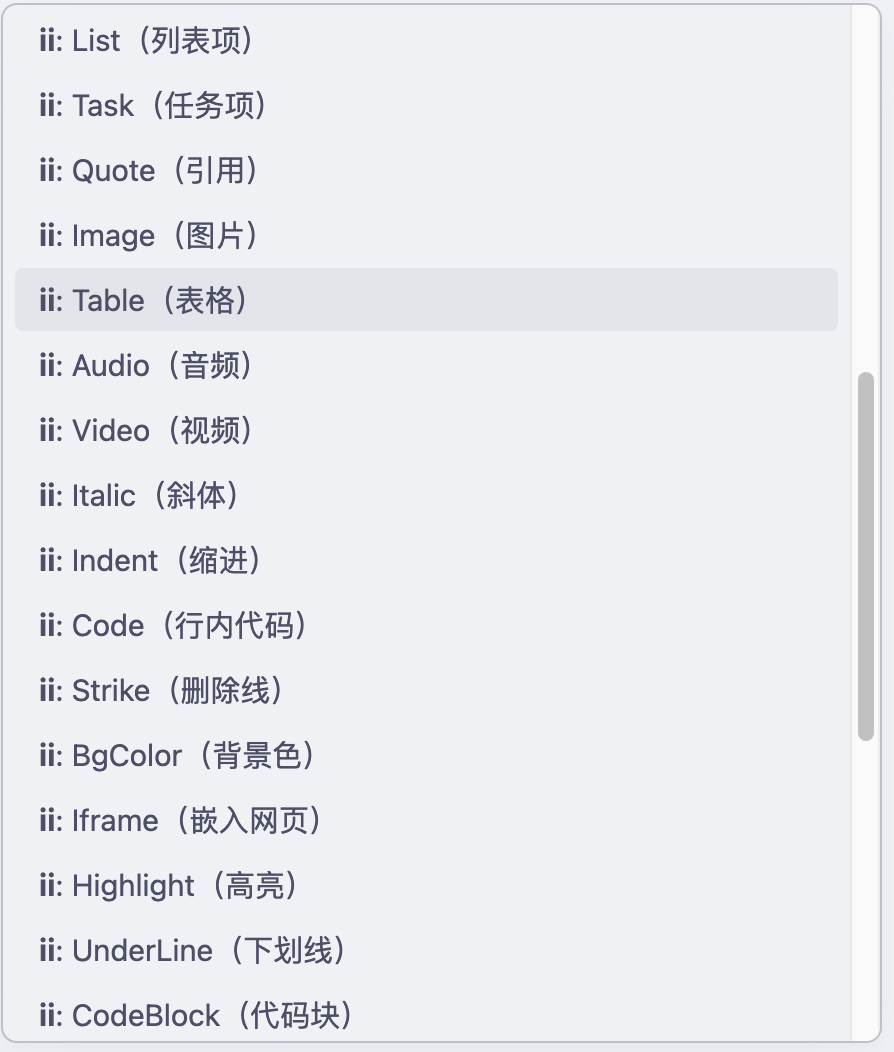 ii: List（列表项）
ii: Task（任务项）
ii: Quote（引用）
ii: Image（图片）
ii: Table（表格）
ii: Audio（音频）
ii: Video（视频）
ii: Italic（斜体）
ii: Indent（缩进）
ii: Code（行内代码）
ii: Strike（删除线）
ii: BgColor（背景色）
ii: Iframe（嵌入网页）
ii: Highlight（高亮）
ii: UnderLine（下划线）
ii: CodeBlock（代码块）